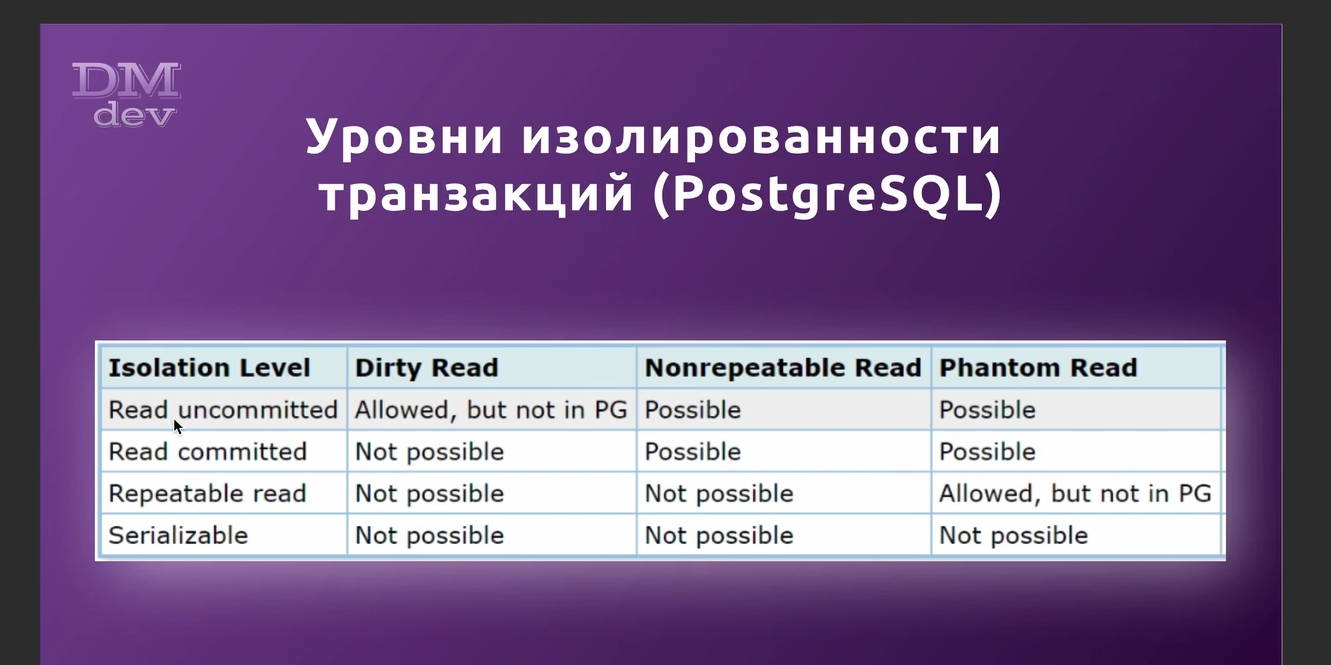 DM
dev
Уровни изолированности
транзакций (PostgreSQL)
Isolation Level Dirty Read Nonrepeatable Read Phantom Read
Read uncommitted Allowed, but not in PG Possible Possible
Read committed Not possible Possible Possible
Repeatable read Not possible Not possible Allowed, but not in PG
Serializable Not possible Not possible Not possible